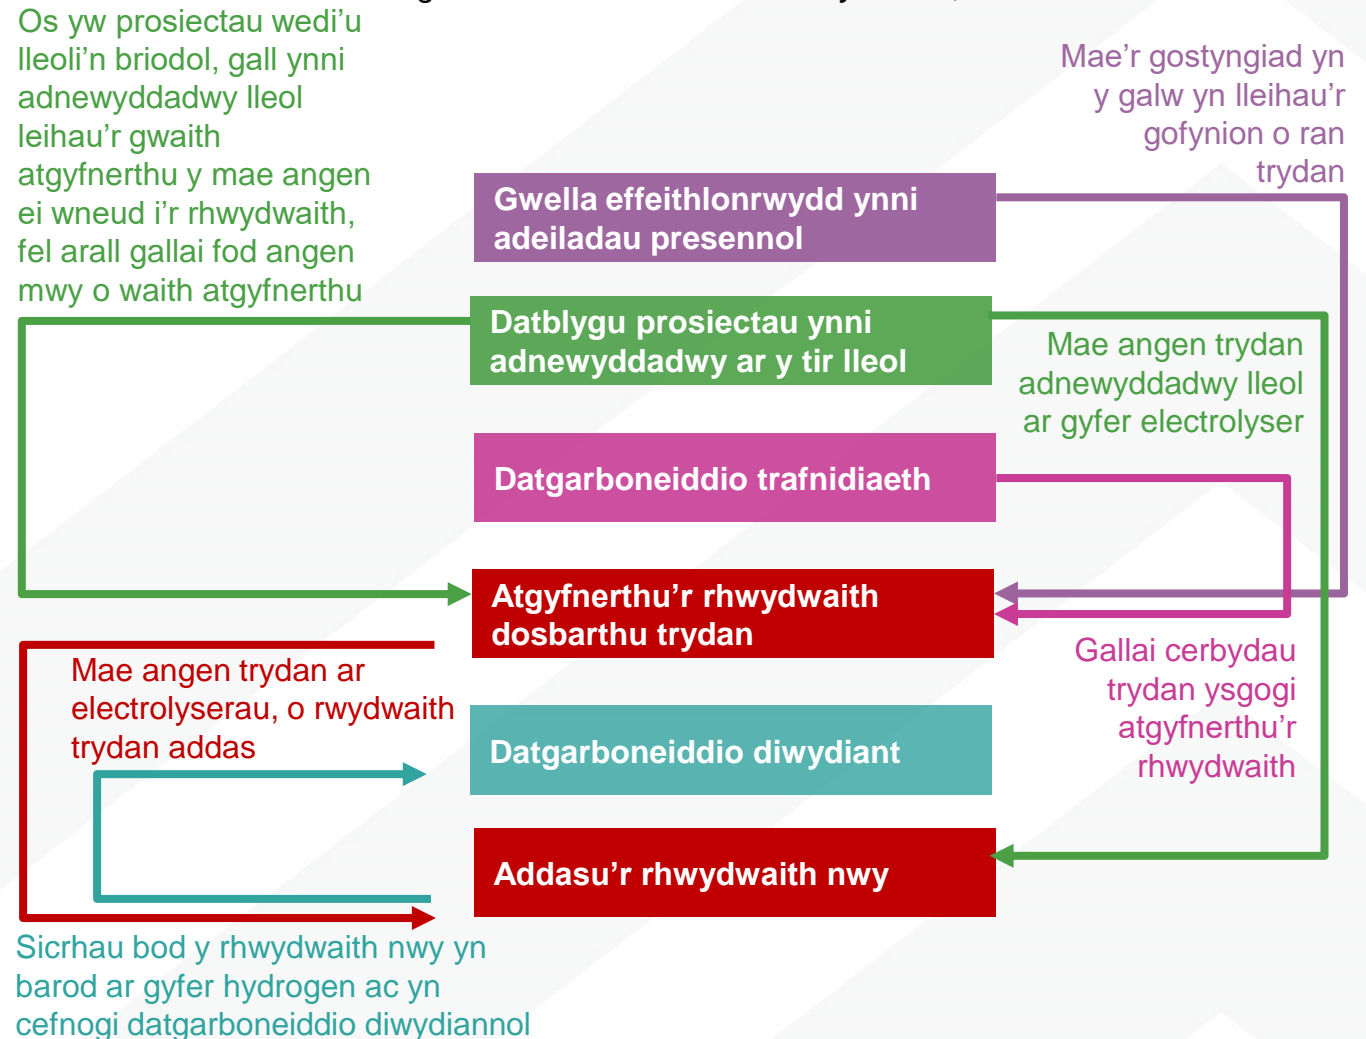 Os yw prosiectau wedi'u
lleoli'n briodol, gall ynni
adnewyddadwy lleol
leihau'r gwaith
atgyfnerthu y mae angen
ei wneud i'r rhwydwaith,
fel arall gallai fod angen
mwy o waith atgyfnerthu
Mae'r gostyngiad yn
y galw yn lleihau'r
gofynion o ran
trydan
Gwella effeithlonrwydd ynni
adeiladau presennol
Datblygu prosiectau ynni
adnewyddadwy ar y tir lleol
Mae angen trydan
adnewyddadwy lleol
ar gyfer electrolyser
Datgarboneiddio trafnidiaeth
Atgyfnerthu'r rhwydwaith
dosbarthu trydan
Gallai cerbydau
trydan ysgogi
atgyfnerthu'r
rhwydwaith
Mae angen trydan ar
electrolyserau, o rwydwaith
trydan addas
Datgarboneiddio diwydiant
Addasu'r rhwydwaith nwy
Sicrhau bod y rhwydwaith nwy yn
barod ar gyfer hydrogen ac yn
cefnogi datgarboneiddio diwydiannol